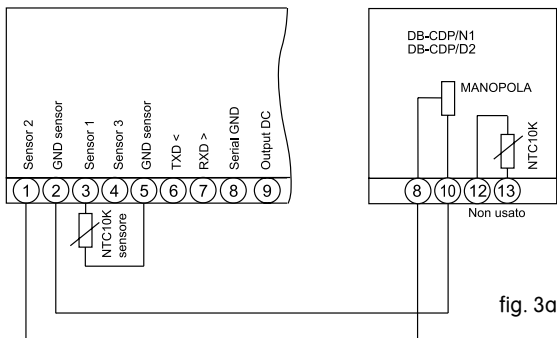 DB-CDP/N1
DB-CDP/D2
MANOPOLA
Sensor 2
GND sensor
Sensor 1
Sensor 3
GND sensor
TXD <
RXD >
Serial GND
Output DC
NTC10K
1 2 3 4 5 6 7 8 9
8 10 12 13
Non usato
NTC10K
sensore
fig. 3a